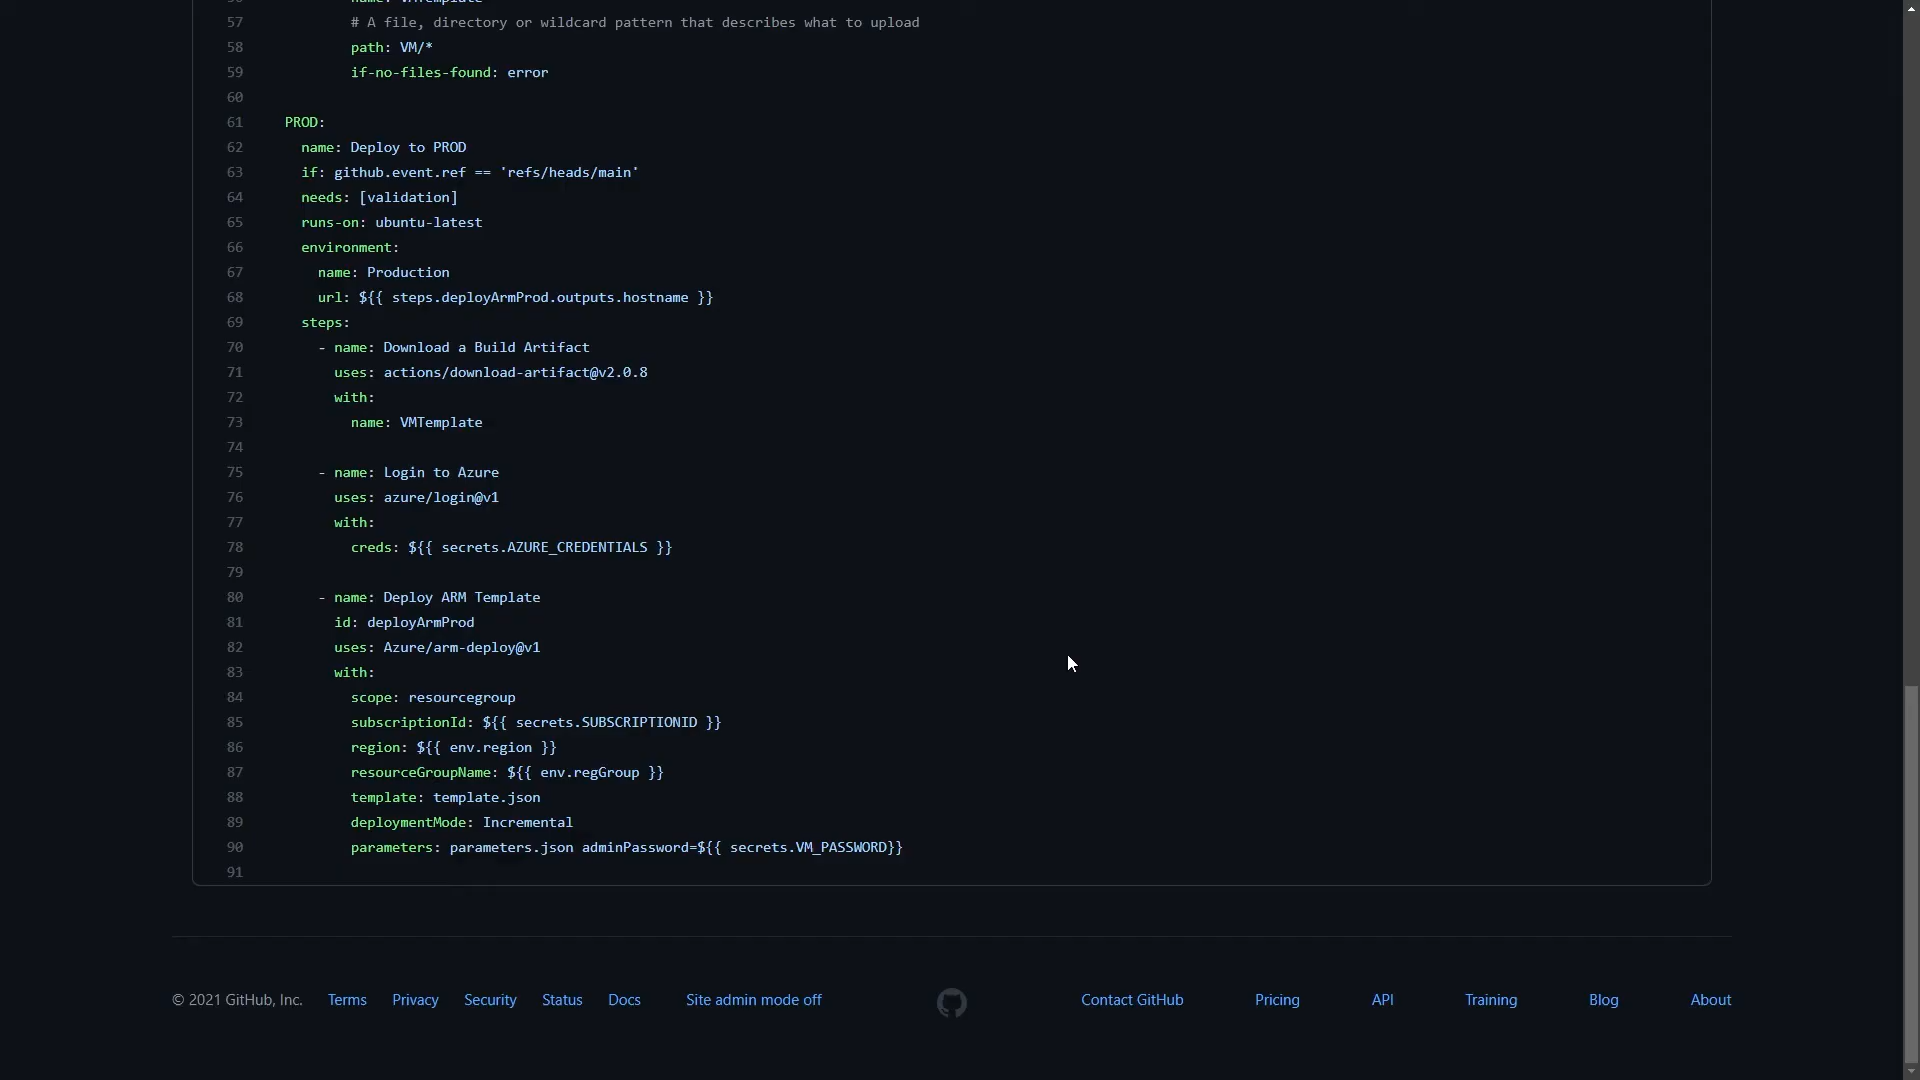 57 # A file, directory or wildcard pattern that describes what to upload
58 path: VM/*
59 if-no-files-found: error
60
61 PROD:
62 name: Deploy to PROD
63 if: github.event.ref == 'refs/heads/main'
64 needs: [validation]
65 runs-on: ubuntu-latest
66 environment:
67 name: Production
68 url: ${{ steps.deployArmProd.outputs.hostname }}
69 steps:
70 - name: Download a Build Artifact
71 uses: actions/download-artifact@v2.0.8
72 with:
73 name: VMTemplate
74
75 - name: Login to Azure
76 uses: azure/login@v1
77 with:
78 creds: ${{ secrets.AZURE_CREDENTIALS }}
79
80 - name: Deploy ARM Template
81 id: deployArmProd
82 uses: Azure/arm-deploy@v1
83 with:
84 scope: resourcegroup
85 subscriptionId: ${{ secrets.SUBSCRIPTIONID }}
86 region: ${{ env.region }}
87 resourceGroupName: ${{ env.regGroup }}
88 template: template.json
89 deploymentMode: Incremental
90 parameters: parameters.json adminPassword=${{ secrets.VM_PASSWORD}}
91
© 2021 GitHub, Inc. Terms Privacy Security Status Docs Site admin mode off Contact GitHub Pricing API Training Blog About